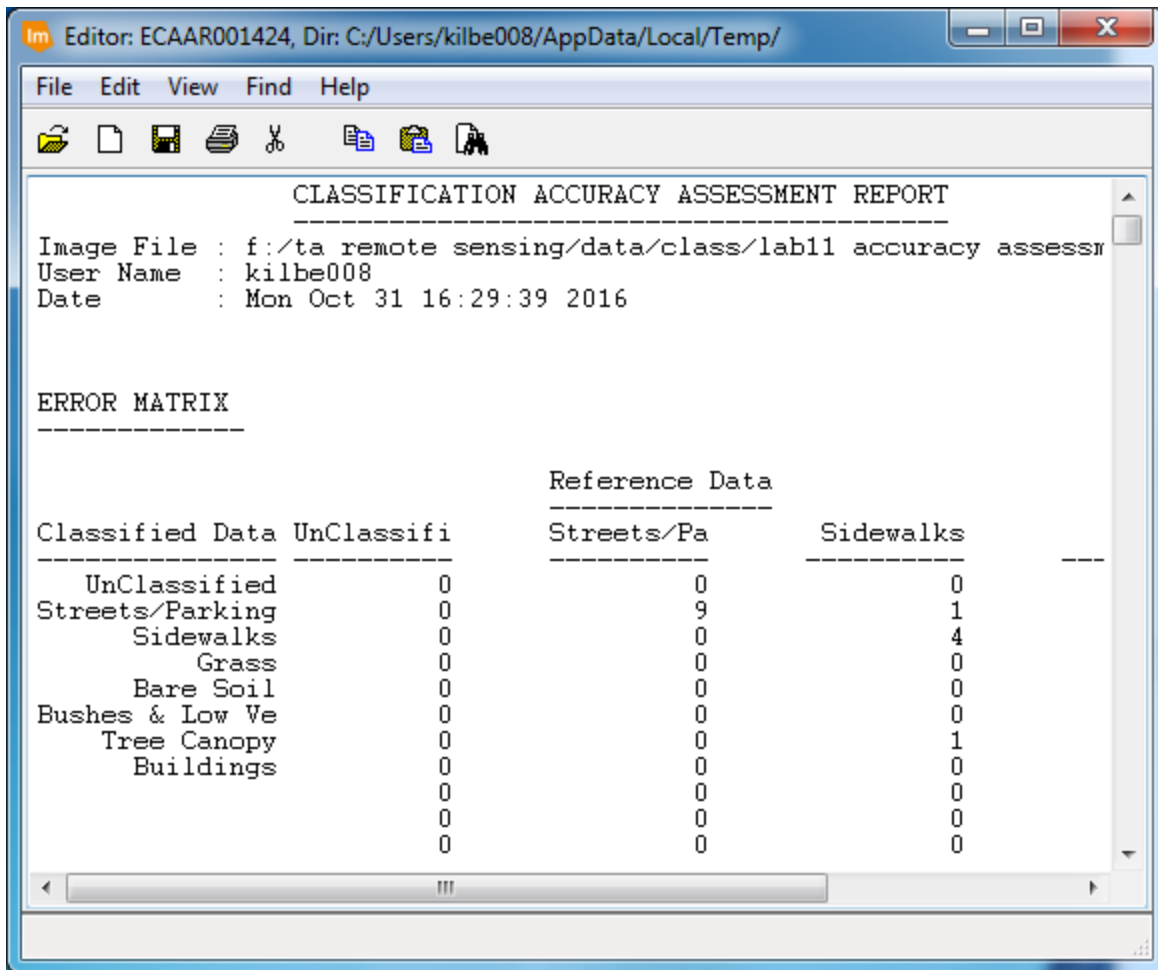 Im Editor: ECAAR001424, Dir: C:/Users/kilbe008/AppData/Local/Temp/
File Edit View Find Help
CLASSIFICATION ACCURACY ASSESSMENT REPORT
----------------------------------------
Image File : f:/ta remote sensing/data/class/lab11 accuracy assessm
User Name : kilbe008
Date : Mon Oct 31 16:29:39 2016
ERROR MATRIX
-------------
Reference Data
--------------
Classified Data UnClassifi Streets/Pa Sidewalks
--------------- ---------- ---------- ---------- ---
UnClassified 0 0 0
Streets/Parking 0 9 1
Sidewalks 0 0 4
Grass 0 0 0
Bare Soil 0 0 0
Bushes & Low Ve 0 0 0
Tree Canopy 0 0 1
Buildings 0 0 0
0 0 0
0 0 0
0 0 0